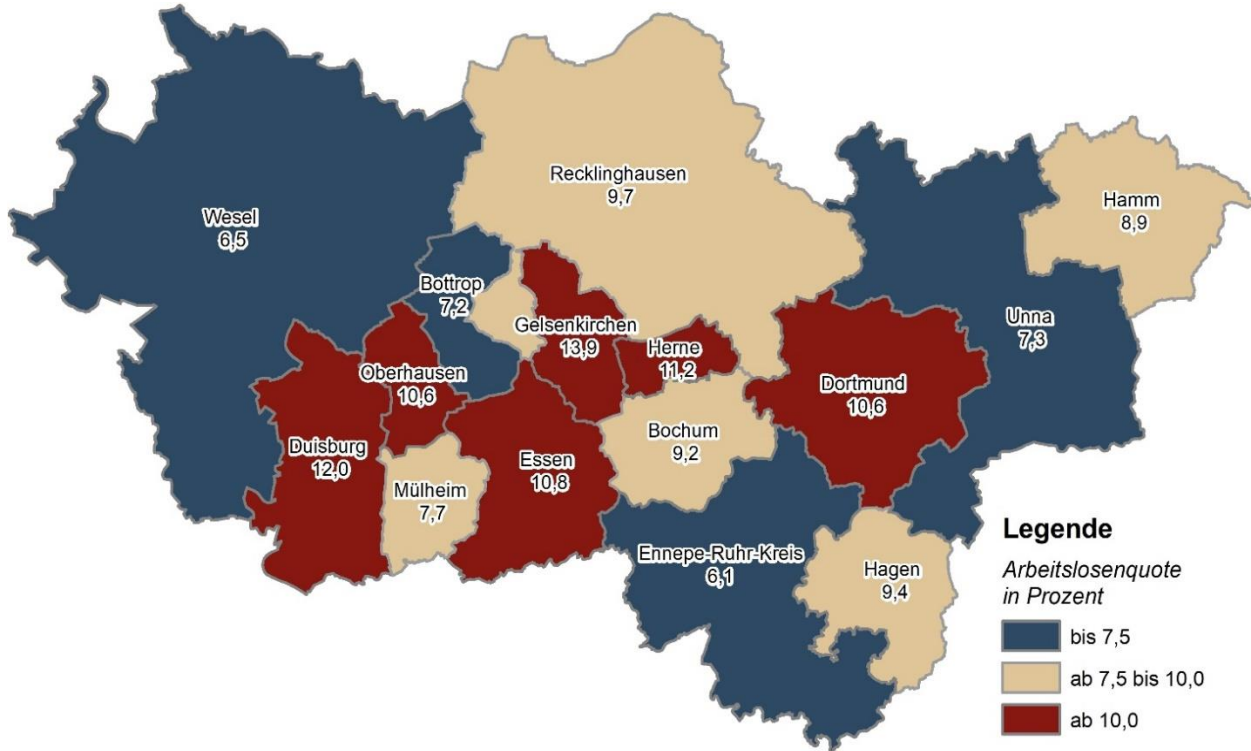 Recklinghausen
9,7
Hamm
8,9
Wesel
6,5
Bottrop
7,2
Gelsenkirchen
13,9
Unna
7,3
Herne
11,2
Oberhausen
10,6
Dortmund
10,6
Bochum
9,2
Duisburg
12,0
Essen
10,8
Mülheim
7,7
Ennepe-Ruhr-Kreis
6,1
Hagen
9,4
Legende
Arbeitslosenquote
in Prozent
bis 7,5
ab 7,5 bis 10,0
ab 10,0